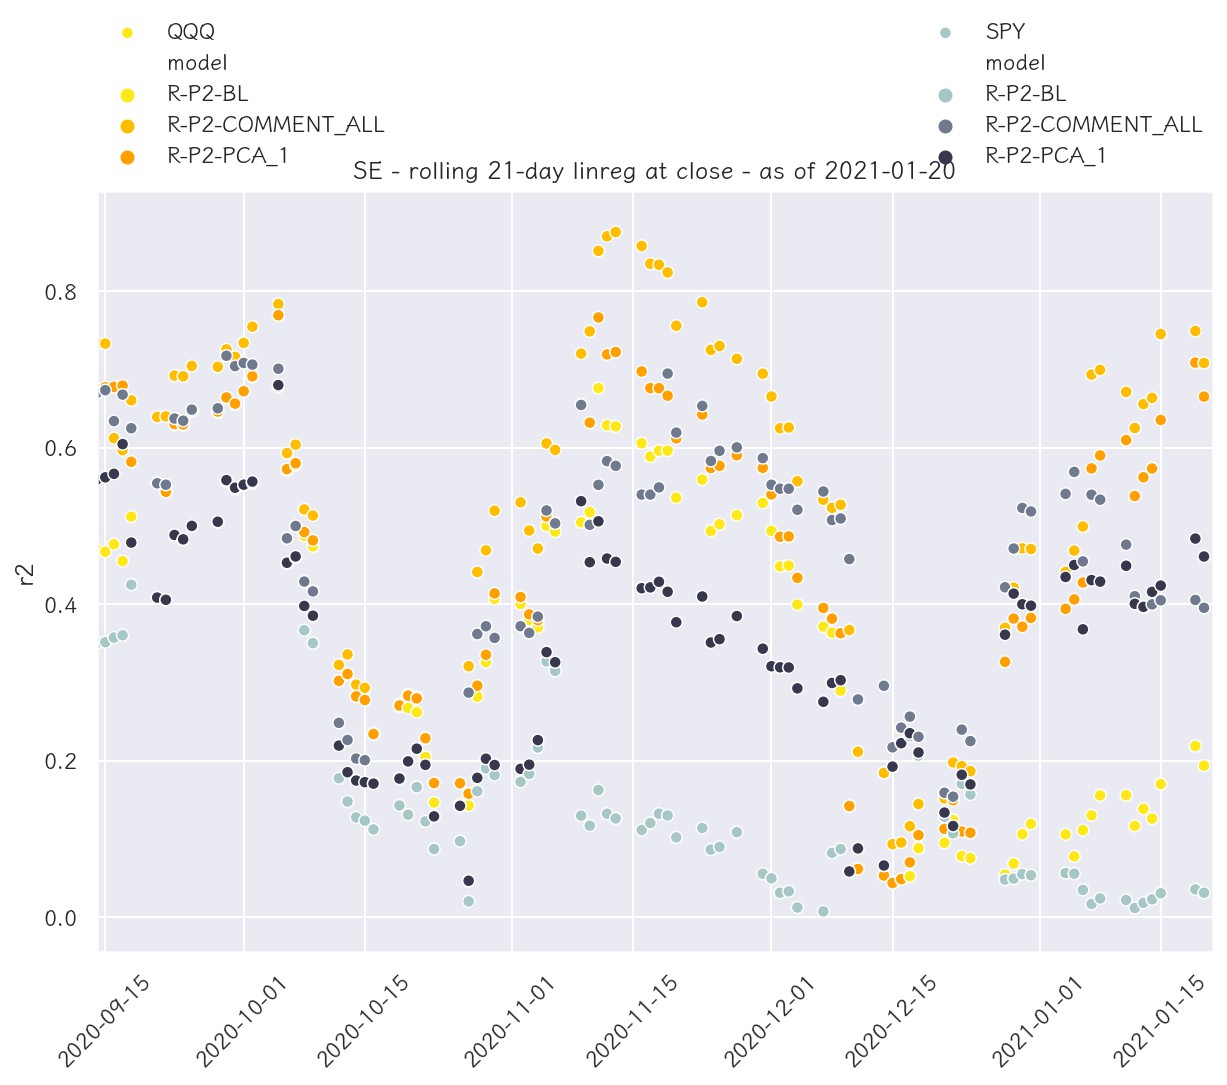 QQQ
model
R-P2-BL
R-P2-COMMENT_ALL
R-P2-PCA_1
SPY
model
R-P2-BL
R-P2-COMMENT_ALL
R-P2-PCA_1
SE - rolling 21-day linreg at close - as of 2021-01-20
r2
0.8
0.6
0.4
0.2
0.0
2020-09-15
2020-10-01
2020-10-15
2020-11-01
2020-11-15
2020-12-01
2020-12-15
2021-01-01
2021-01-15